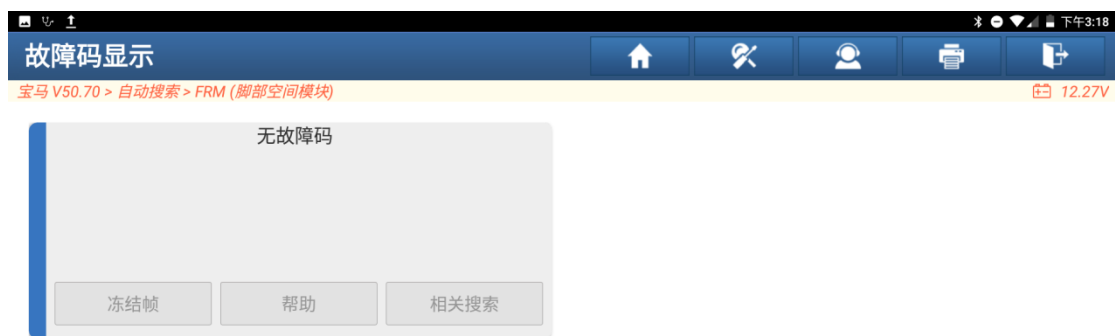 下午3:18
故障码显示
宝马 V50.70 > 自动搜索 > FRM (脚部空间模块)
12.27V
无故障码
冻结帧
帮助
相关搜索